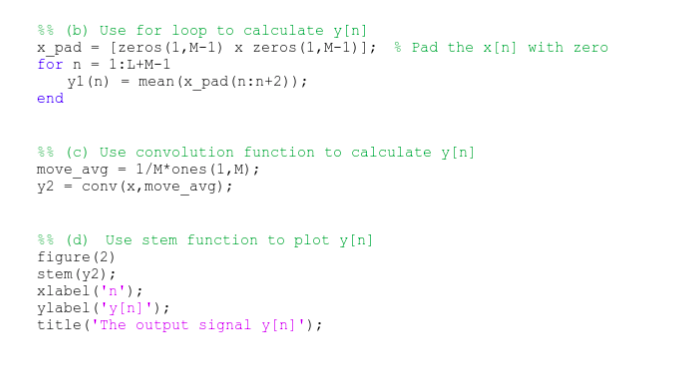 %% (b) Use for loop to calculate y[n]
x_pad = [zeros(1,M-1) x zeros(1,M-1)];  % Pad the x[n] with zero
for n = 1:L+M-1
    y1(n) = mean(x_pad(n:n+2));
end
%% (c) Use convolution function to calculate y[n]
move_avg = 1/M*ones(1,M);
y2 = conv(x,move_avg);
%% (d)  Use stem function to plot y[n]
figure(2)
stem(y2);
xlabel('n');
ylabel('y[n]');
title('The output signal y[n]');